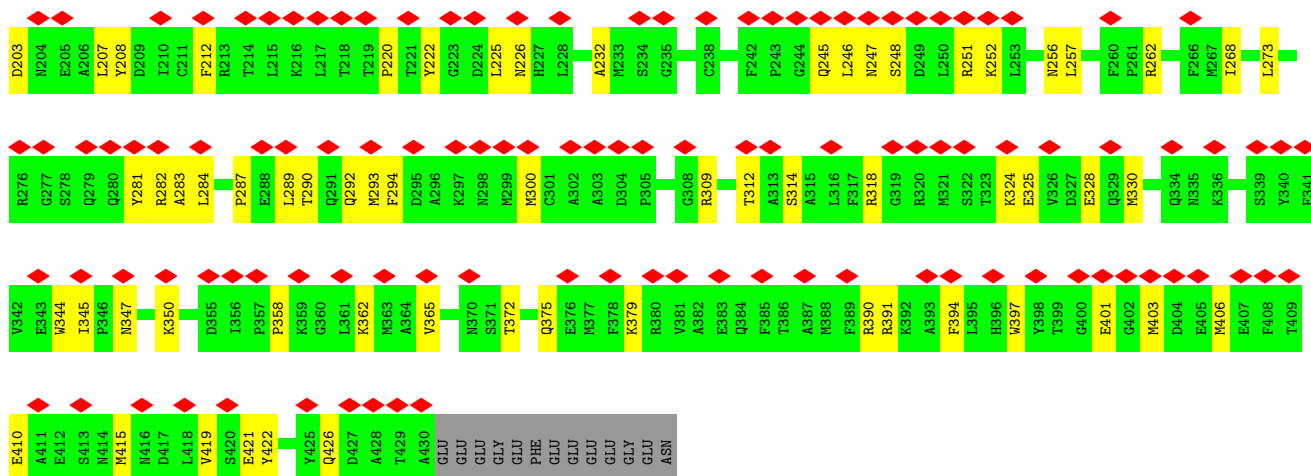 D203 N204 E205 A206 L207 Y208 D209 I210 C211 F212 R213 T214 L215 K216 L217 T218 T219 P220 T221 Y222 G223 D224 L225 N226 H227 L228 A232 M233 S234 G235 C238 F242 P243 G244 Q245 L246 N247 S248 D249 L250 R251 K252 L253 N256 L257 F260 P261 R262 F266 M267 I268 L273
R276 G277 S278 Q279 Q280 Y281 R282 A283 L284 P287 E288 L289 T290 Q291 Q292 M293 F294 D295 A296 K297 N298 M299 M300 C301 A302 A303 D304 P305 G308 R309 T312 A313 S314 A315 L316 F317 R318 G319 R320 M321 S322 T323 K324 E325 V326 D327 E328 Q329 M330 Q334 N335 K336 S339 Y340 F341
V342 E343 W344 I345 P346 N347 K350 D355 I356 P357 P358 K359 G360 L361 K362 M363 A364 V365 N370 S371 T372 Q375 E376 M377 F378 K379 R380 V381 A382 E383 Q384 F385 T386 A387 M388 F389 R390 R391 K392 A393 F394 L395 H396 W397 Y398 T399 G400 E401 G402 M403 D404 E405 M406 E407 F408 T409
E410 A411 E412 S413 N414 M415 N416 D417 L418 V419 S420 E421 Y422 Y425 Q426 D427 A428 T429 A430 GLU GLU GLU GLY GLU PHE GLU GLU GLU GLU GLY GLU ASN